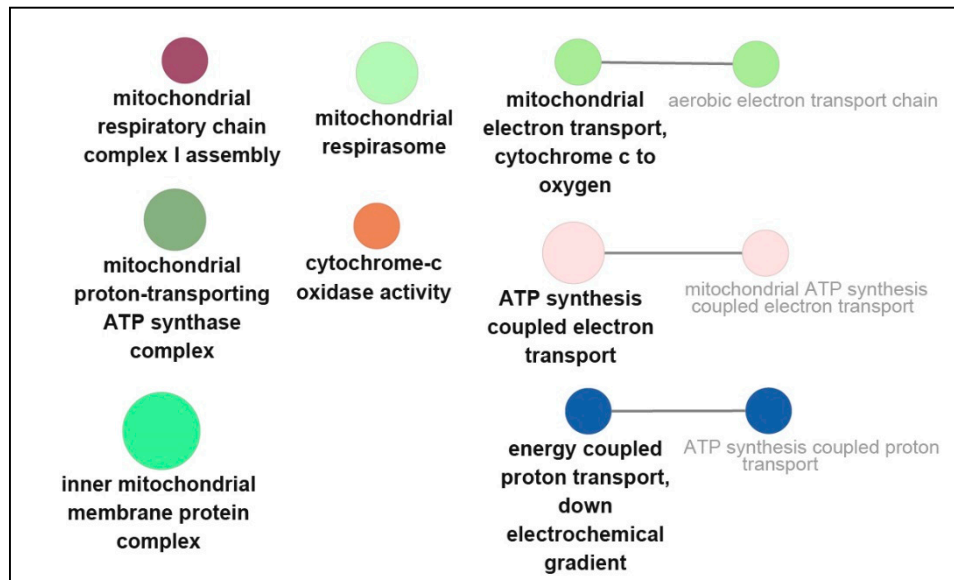 mitochondrial
respiratory chain
complex I assembly
mitochondrial
respirasome
mitochondrial
electron transport,
cytochrome c to
oxygen
aerobic electron transport chain
mitochondrial
proton-transporting
ATP synthase
complex
cytochrome-c
oxidase activity
ATP synthesis
coupled electron
transport
mitochondrial ATP synthesis
coupled electron transport
inner mitochondrial
membrane protein
complex
energy coupled
proton transport,
down
electrochemical
gradient
ATP synthesis coupled proton
transport